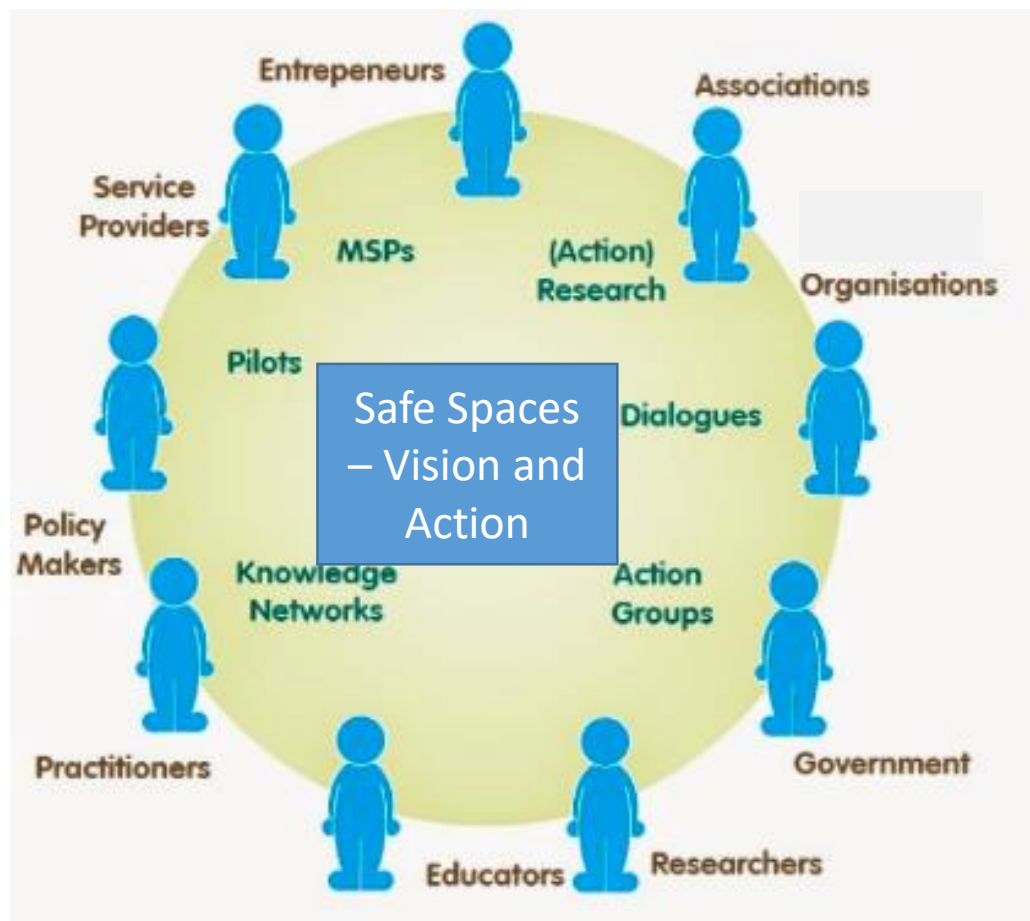 Entrepeneurs
Associations
Service
Providers
MSPs
(Action)
Research
Organisations
Pilots
Safe Spaces
– Vision and
Action
Dialogues
Policy
Makers
Knowledge
Networks
Action
Groups
Practitioners
Government
Educators
Researchers